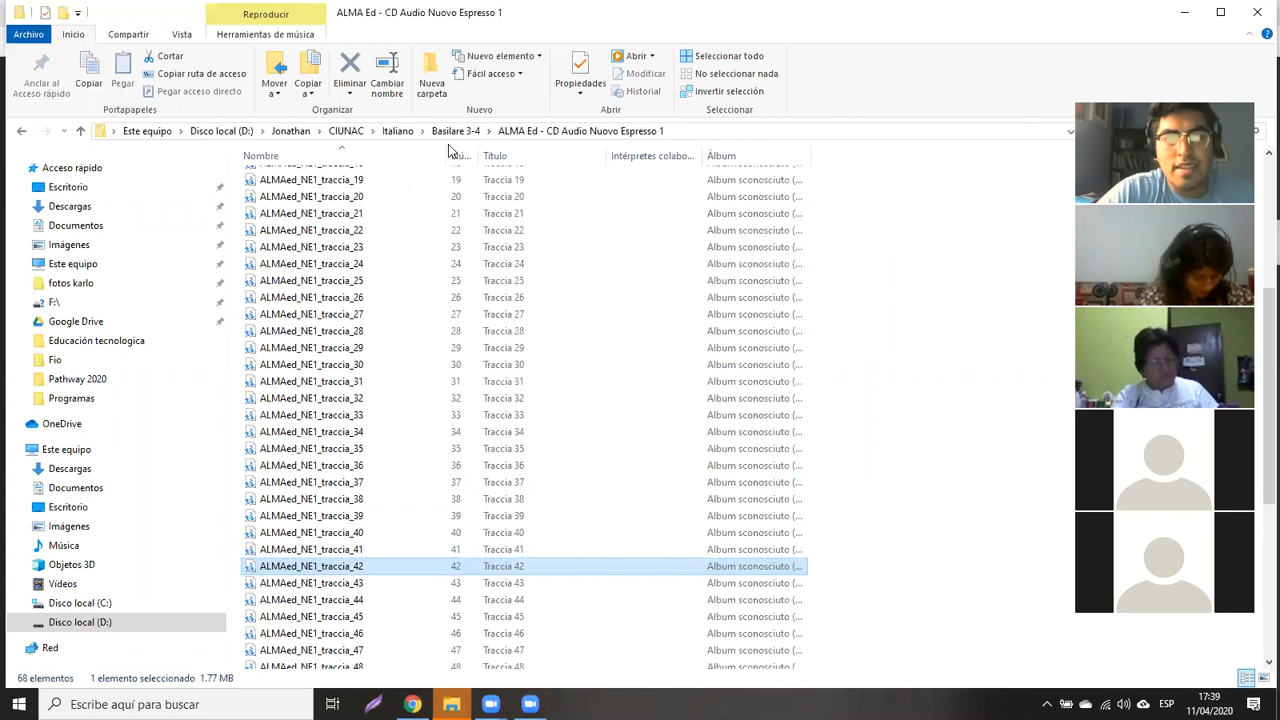 Reproducir
ALMA Ed - CD Audio Nuovo Espresso 1
Archivo
Inicio
Compartir
Vista
Herramientas de música
Anclar al
Acceso rápido
Copiar
Pegar
Cortar
Copiar ruta de acceso
Pegar acceso directo
Portapapeles
Mover
a
Copiar
a
Eliminar
Cambiar
nombre
Organizar
Nueva
carpeta
Nuevo elemento
Fácil acceso
Nuevo
Propiedades
Abrir
Modificar
Historial
Abrir
Seleccionar todo
No seleccionar nada
Invertir selección
Seleccionar
Este equipo > Disco local (D:) > Jonathan > CIUNAC > Italiano > Basilare 3-4 > ALMA Ed - CD Audio Nuovo Espresso 1
Nombre
Título
Intérpretes colabo...
Álbum
Acceso rápido
Escritorio
Descargas
Documentos
Imágenes
Este equipo
fotos karlo
F:\
Google Drive
Educación tecnologica
Fio
Pathway 2020
Programas
OneDrive
Este equipo
Descargas
Documentos
Escritorio
Imágenes
Música
Objetos 3D
Vídeos
Disco local (C:)
Disco local (D:)
Red
ALMAed_NE1_traccia_19 19 Traccia 19 Album sconosciuto (...
ALMAed_NE1_traccia_20 20 Traccia 20 Album sconosciuto (...
ALMAed_NE1_traccia_21 21 Traccia 21 Album sconosciuto (...
ALMAed_NE1_traccia_22 22 Traccia 22 Album sconosciuto (...
ALMAed_NE1_traccia_23 23 Traccia 23 Album sconosciuto (...
ALMAed_NE1_traccia_24 24 Traccia 24 Album sconosciuto (...
ALMAed_NE1_traccia_25 25 Traccia 25 Album sconosciuto (...
ALMAed_NE1_traccia_26 26 Traccia 26 Album sconosciuto (...
ALMAed_NE1_traccia_27 27 Traccia 27 Album sconosciuto (...
ALMAed_NE1_traccia_28 28 Traccia 28 Album sconosciuto (...
ALMAed_NE1_traccia_29 29 Traccia 29 Album sconosciuto (...
ALMAed_NE1_traccia_30 30 Traccia 30 Album sconosciuto (...
ALMAed_NE1_traccia_31 31 Traccia 31 Album sconosciuto (...
ALMAed_NE1_traccia_32 32 Traccia 32 Album sconosciuto (...
ALMAed_NE1_traccia_33 33 Traccia 33 Album sconosciuto (...
ALMAed_NE1_traccia_34 34 Traccia 34 Album sconosciuto (...
ALMAed_NE1_traccia_35 35 Traccia 35 Album sconosciuto (...
ALMAed_NE1_traccia_36 36 Traccia 36 Album sconosciuto (...
ALMAed_NE1_traccia_37 37 Traccia 37 Album sconosciuto (...
ALMAed_NE1_traccia_38 38 Traccia 38 Album sconosciuto (...
ALMAed_NE1_traccia_39 39 Traccia 39 Album sconosciuto (...
ALMAed_NE1_traccia_40 40 Traccia 40 Album sconosciuto (...
ALMAed_NE1_traccia_41 41 Traccia 41 Album sconosciuto (...
ALMAed_NE1_traccia_42 42 Traccia 42 Album sconosciuto (...
ALMAed_NE1_traccia_43 43 Traccia 43 Album sconosciuto (...
ALMAed_NE1_traccia_44 44 Traccia 44 Album sconosciuto (...
ALMAed_NE1_traccia_45 45 Traccia 45 Album sconosciuto (...
ALMAed_NE1_traccia_46 46 Traccia 46 Album sconosciuto (...
ALMAed_NE1_traccia_47 47 Traccia 47 Album sconosciuto (...
ALMAed_NE1_traccia_48 48 Traccia 48 Album sconosciuto (...
68 elementos 1 elemento seleccionado 1.77 MB
Escribe aquí para buscar
ESP
17:39
11/04/2020